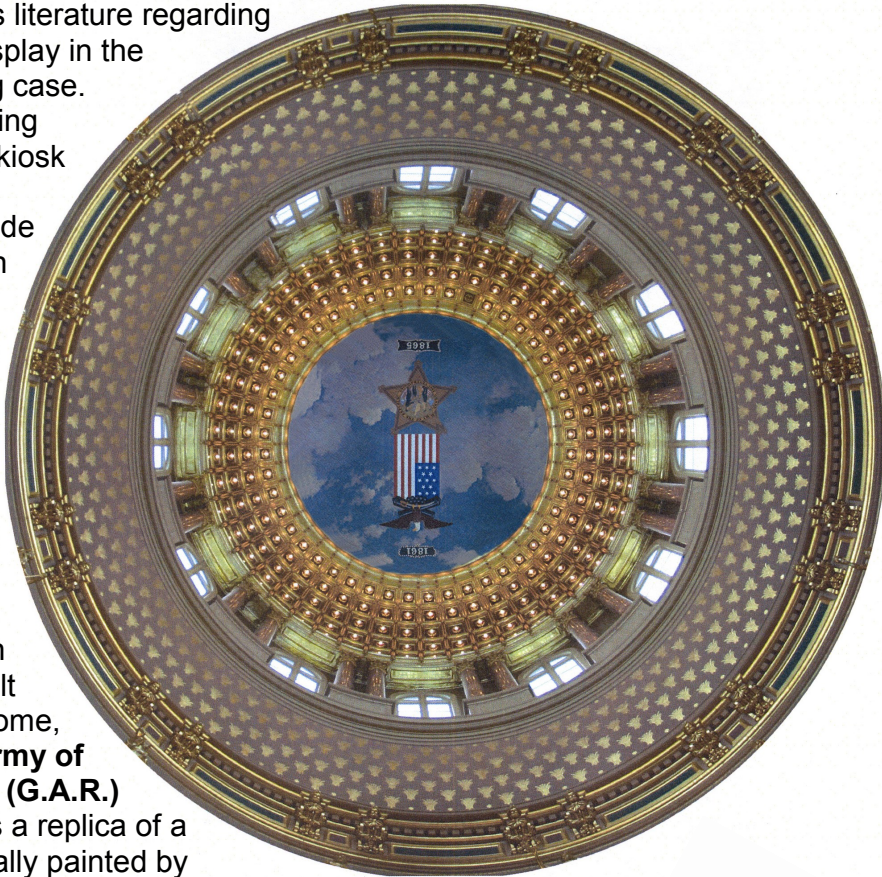 s literature regarding
splay in the
g case.
ing
kiosk
de
n
1865
1861
n
lt
ome,
rmy of
(G.A.R.)
s a replica of a
ally painted by